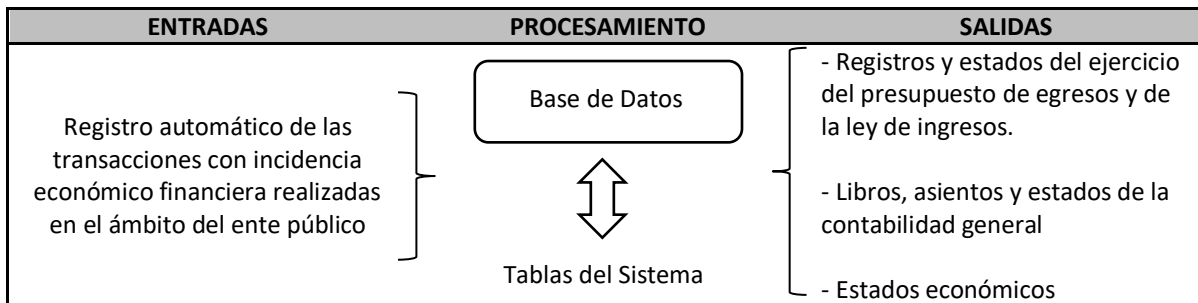 ENTRADAS
PROCESAMIENTO
SALIDAS
Registro automático de las
transacciones con incidencia
económico financiera realizadas
en el ámbito del ente público
Base de Datos
Tablas del Sistema
- Registros y estados del ejercicio
del presupuesto de egresos y de
la ley de ingresos.
- Libros, asientos y estados de la
contabilidad general
- Estados económicos